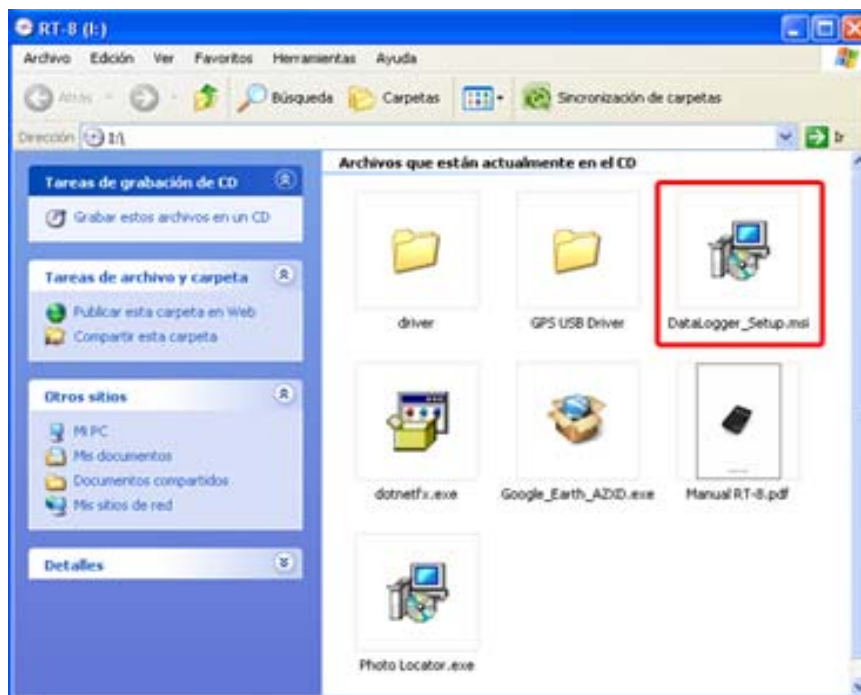 RT-8 (I:)
Archivo Edición Ver Favoritos Herramientas Ayuda
Atrás Búsqueda Carpetas Sincronización de carpetas
Dirección I:\ Ir
Tareas de grabación de CD
Grabar estos archivos en un CD
Tareas de archivo y carpeta
Publicar esta carpeta en Web
Compartir esta carpeta
Otros sitios
Mi PC
Mis documentos
Documentos compartidos
Mis sitios de red
Detalles
Archivos que están actualmente en el CD
driver
GPS USB Driver
DataLogger_Setup.msi
dotnetfx.exe
Google_Earth_AZXD.exe
Manual RT-8.pdf
Photo Locator.exe